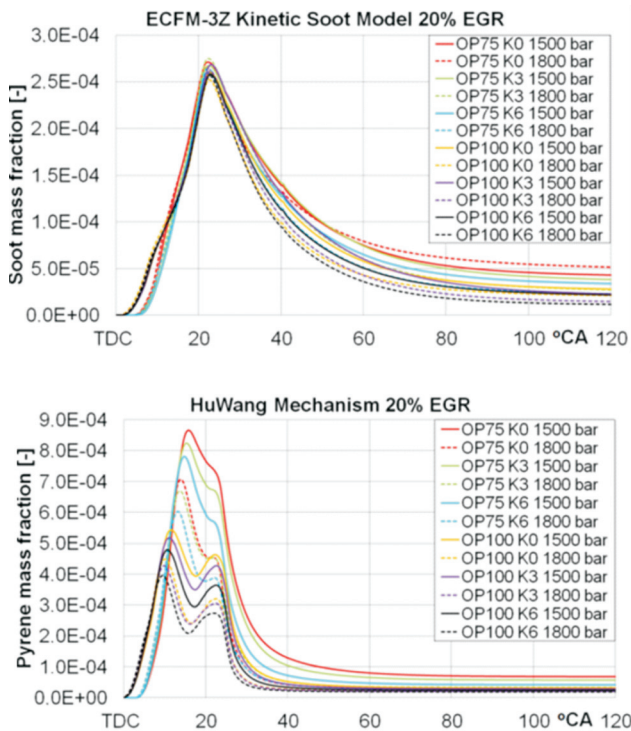 ECFM-3Z Kinetic Soot Model 20% EGR
Soot mass fraction [-]
3.0E-04
2.5E-04
2.0E-04
1.5E-04
1.0E-04
5.0E-05
0.0E+00
OP75 K0 1500 bar
OP75 K0 1800 bar
OP75 K3 1500 bar
OP75 K3 1800 bar
OP75 K6 1500 bar
OP75 K6 1800 bar
OP100 K0 1500 bar
OP100 K0 1800 bar
OP100 K3 1500 bar
OP100 K3 1800 bar
OP100 K6 1500 bar
OP100 K6 1800 bar
TDC 20 40 60 80 100 ºCA 120
HuWang Mechanism 20% EGR
Pyrene mass fraction [-]
9.0E-04
8.0E-04
7.0E-04
6.0E-04
5.0E-04
4.0E-04
3.0E-04
2.0E-04
1.0E-04
0.0E+00
OP75 K0 1500 bar
OP75 K0 1800 bar
OP75 K3 1500 bar
OP75 K3 1800 bar
OP75 K6 1500 bar
OP75 K6 1800 bar
OP100 K0 1500 bar
OP100 K0 1800 bar
OP100 K3 1500 bar
OP100 K3 1800 bar
OP100 K6 1500 bar
OP100 K6 1800 bar
TDC 20 40 60 80 100 ºCA 120